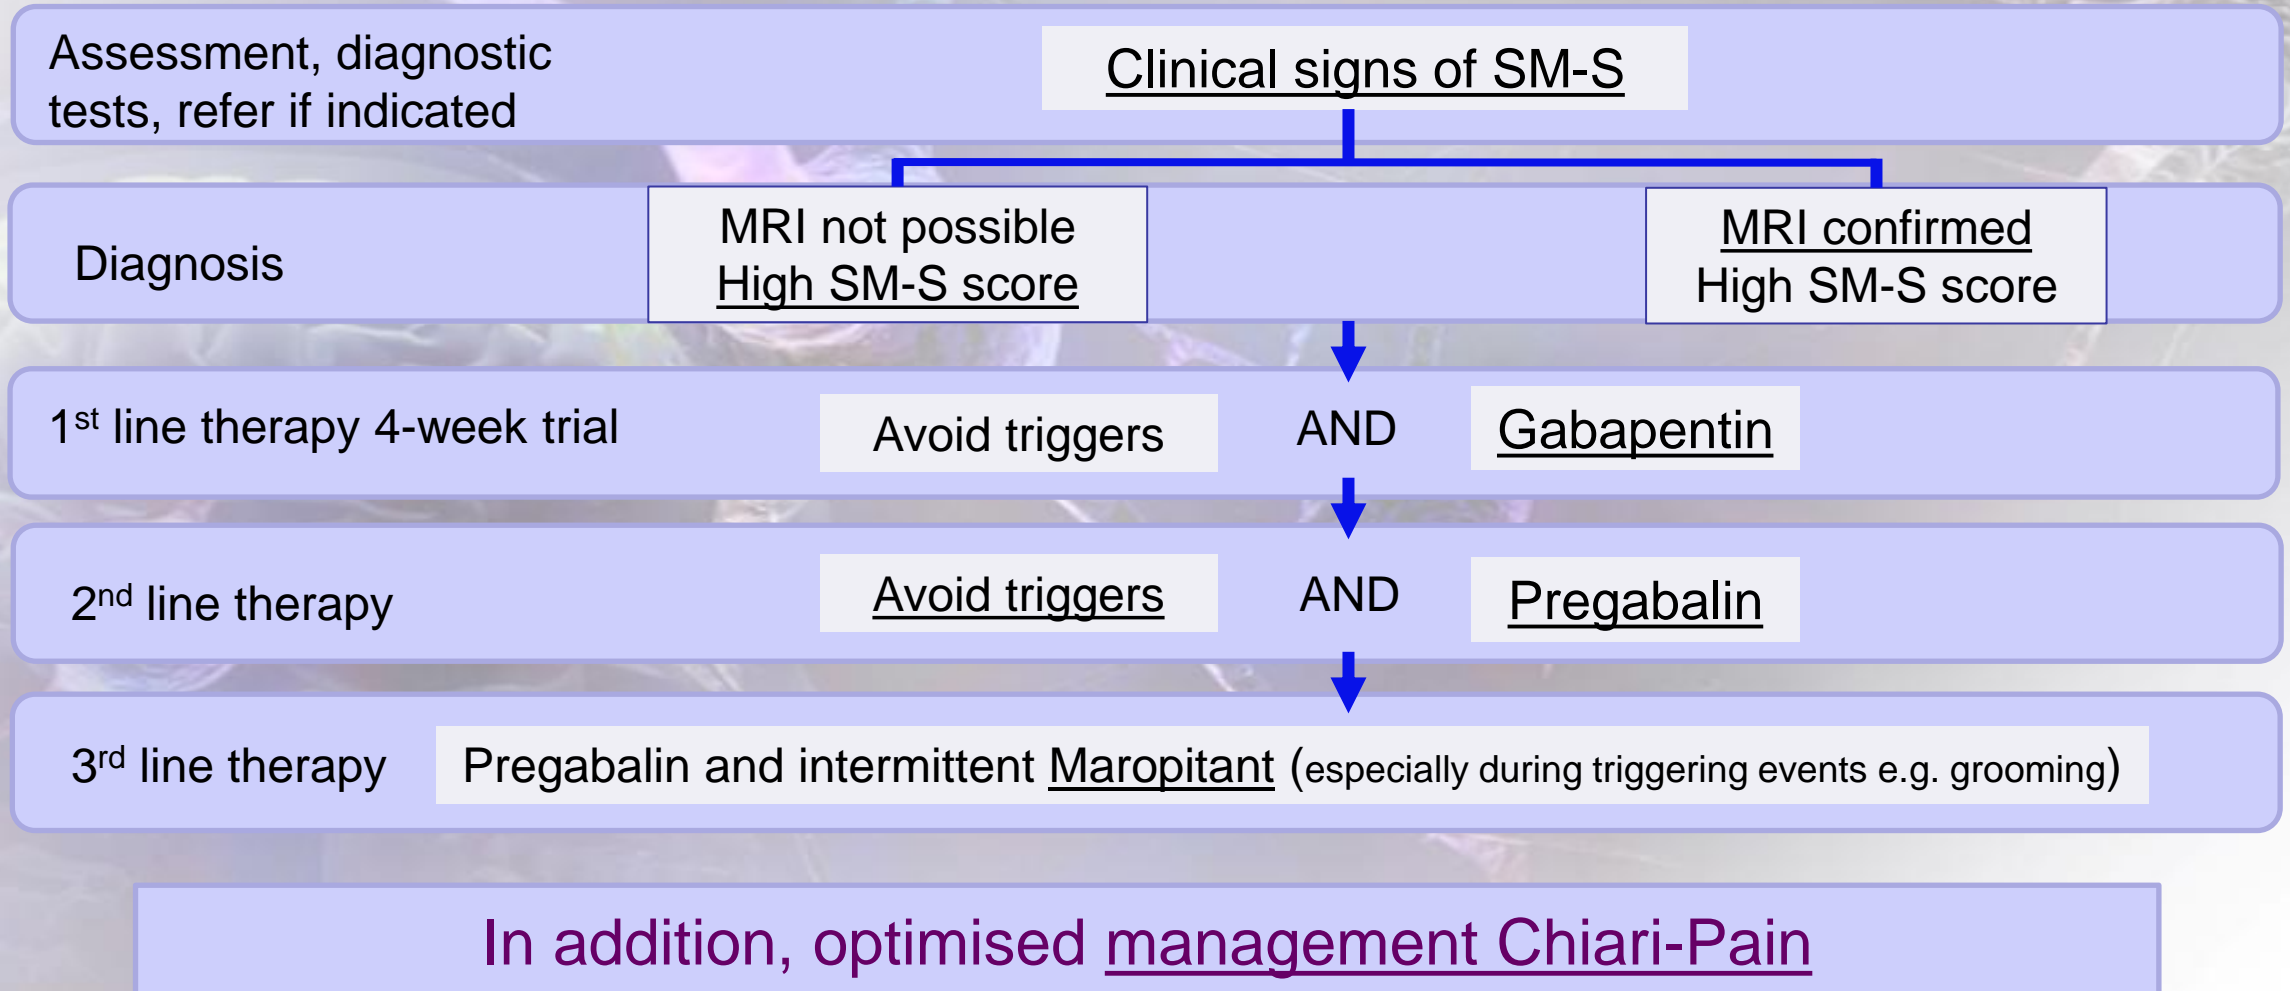 Assessment, diagnostic
tests, refer if indicated
Clinical signs of SM-S
Diagnosis
MRI not possible
High SM-S score
MRI confirmed
High SM-S score
1st line therapy 4-week trial
Avoid triggers
AND
Gabapentin
2nd line therapy
Avoid triggers
AND
Pregabalin
3rd line therapy
Pregabalin and intermittent Maropitant (especially during triggering events e.g. grooming)
In addition, optimised management Chiari-Pain